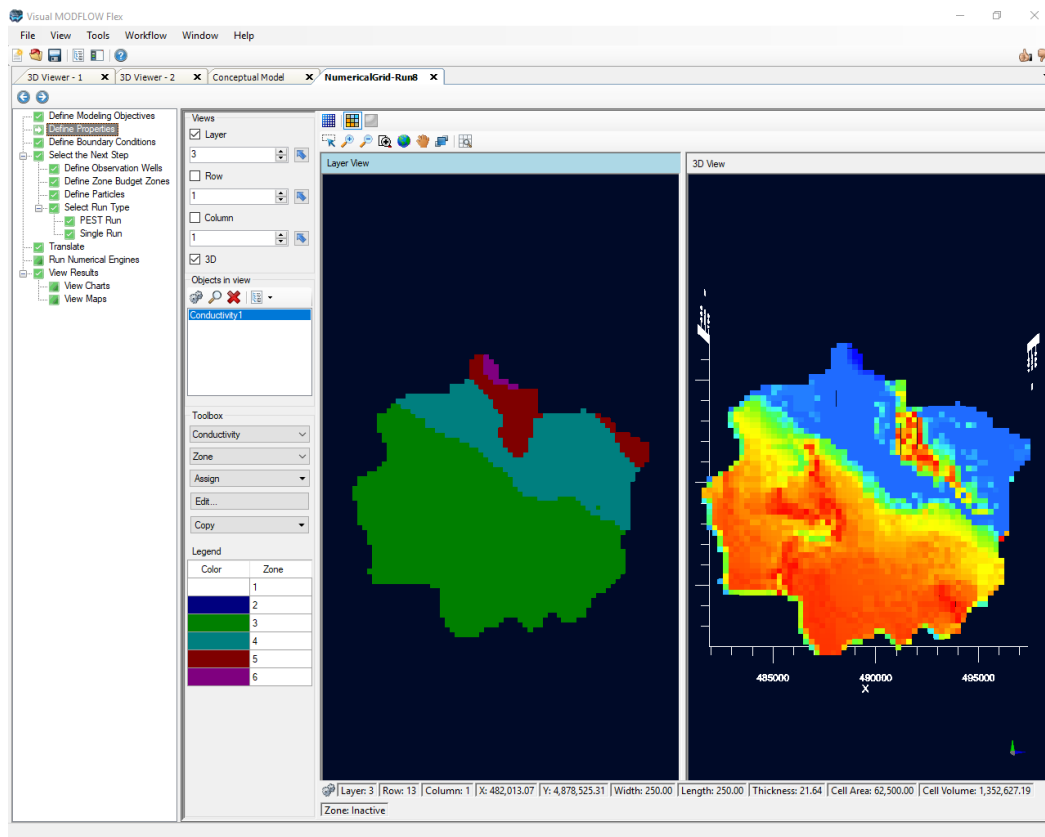 Visual MODFLOW Flex
File View Tools Workflow Window Help
3D Viewer - 1 X 3D Viewer - 2 X Conceptual Model X NumericalGrid-Run8 X
Define Modeling Objectives
Define Properties
Define Boundary Conditions
Select the Next Step
Define Observation Wells
Define Zone Budget Zones
Define Particles
Select Run Type
PEST Run
Single Run
Translate
Run Numerical Engines
View Results
View Charts
View Maps
Views
Layer
3
Row
1
Column
1
3D
Objects in view
Conductivity1
Toolbox
Conductivity
Zone
Assign
Edit...
Copy
Legend
Color Zone
1
2
3
4
5
6
Layer View
3D View
485000 490000 495000
X
Layer: 3 Row: 13 Column: 1 X: 482,013.07 Y: 4,878,525.31 Width: 250.00 Length: 250.00 Thickness: 21.64 Cell Area: 62,500.00 Cell Volume: 1,352,627.19
Zone: Inactive